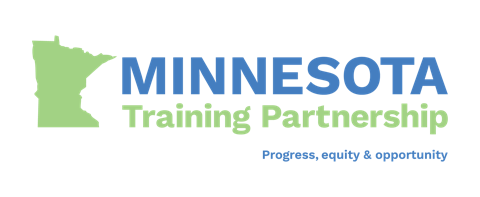 MINNESOTA
Training Partnership
Progress, equity & opportunity